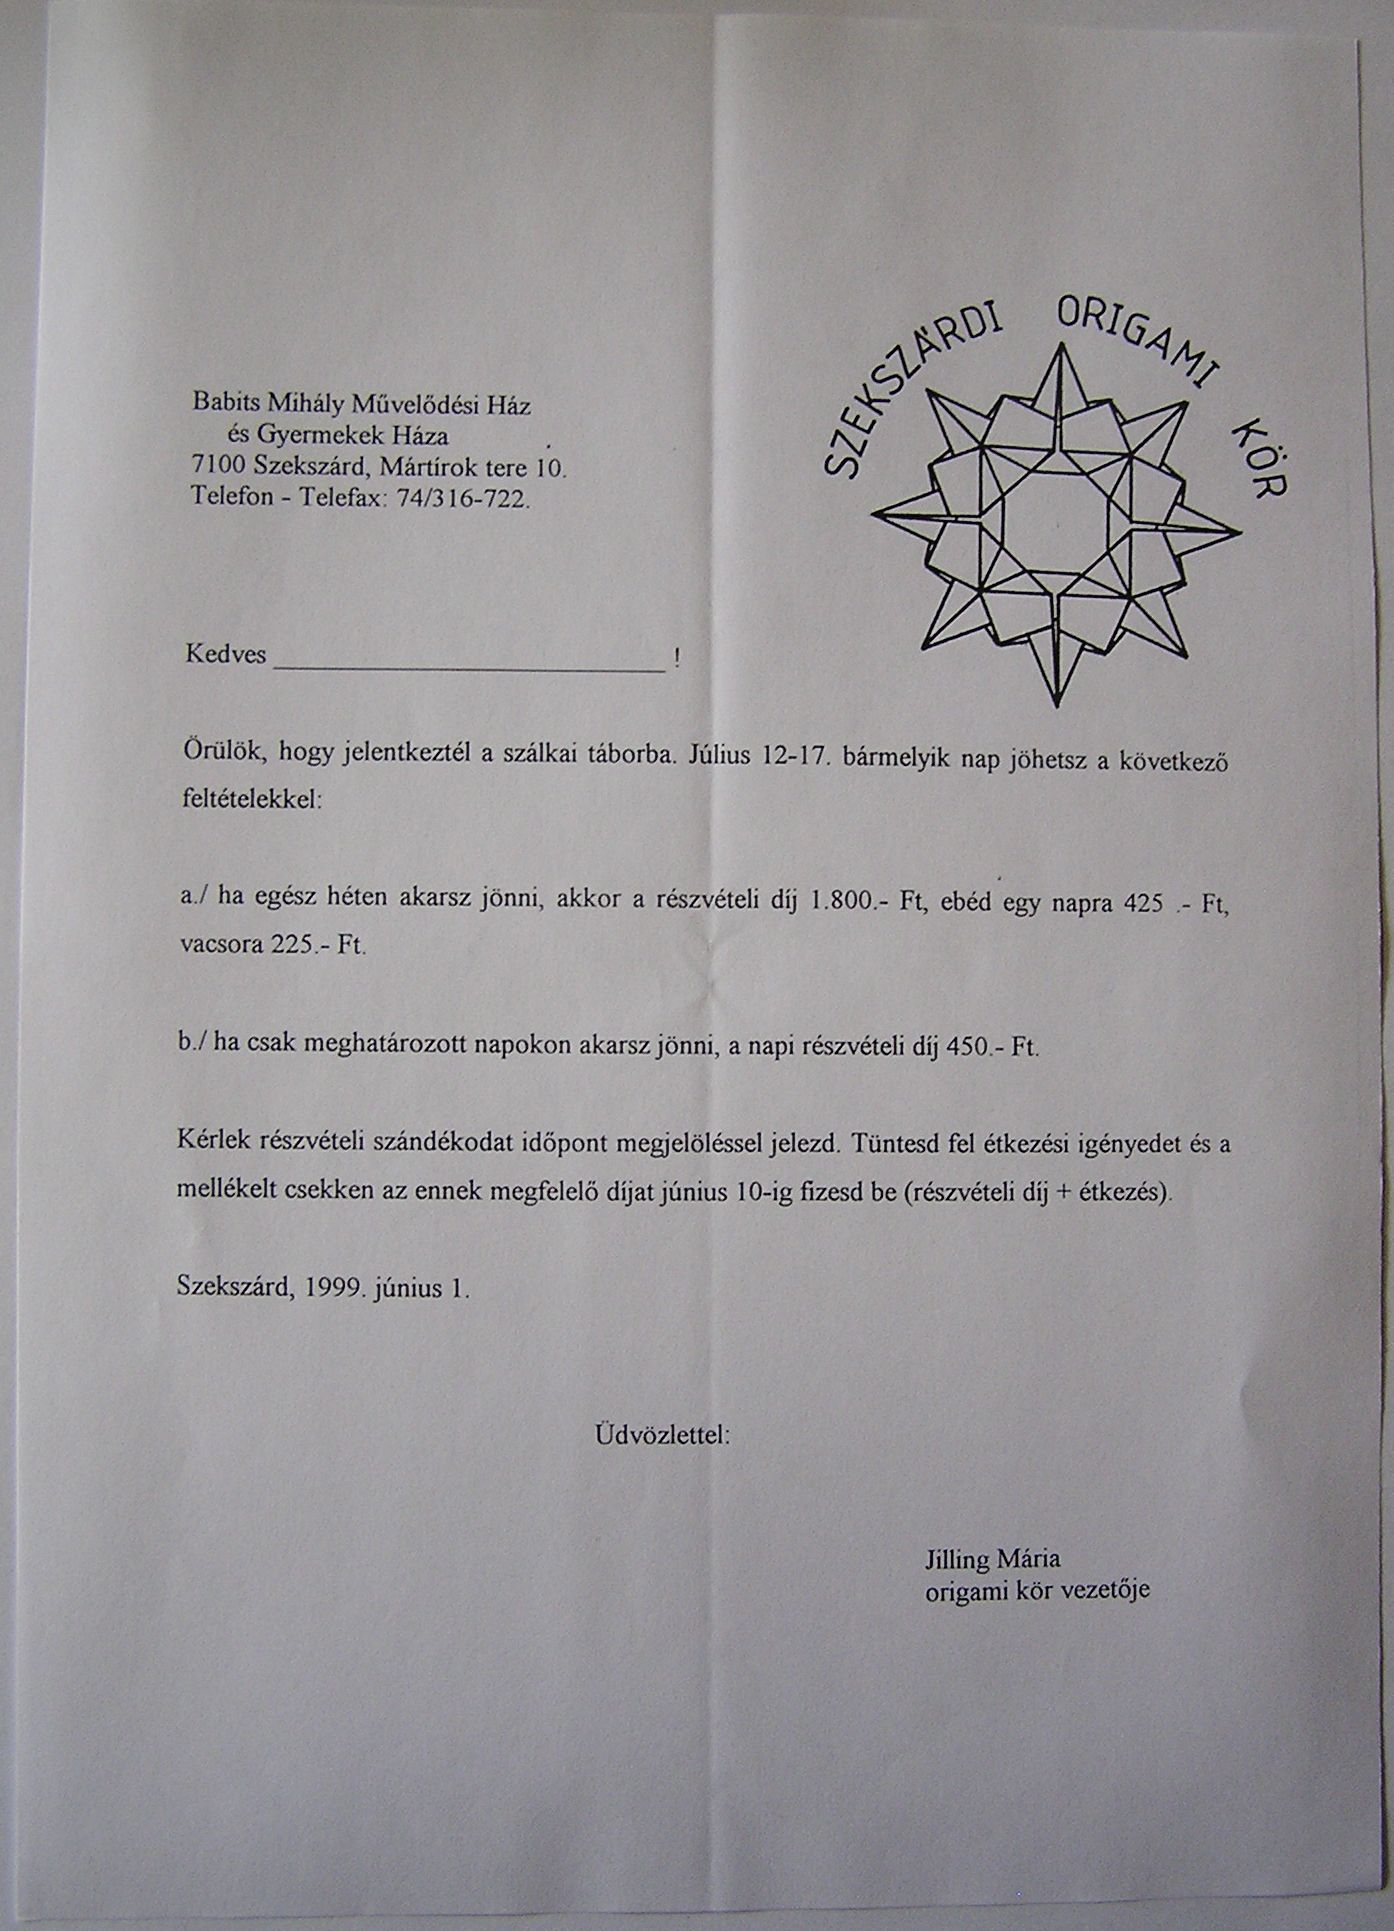 SZEKSZÁRDI ORIGAMI KÖR
Babits Mihály Művelődési Ház
és Gyermekek Háza
7100 Szekszárd, Mártírok tere 10.
Telefon - Telefax: 74/316-722.
Kedves ______________________________ !
Örülök, hogy jelentkeztél a szálkai táborba. Július 12-17. bármelyik nap jöhetsz a következő
feltételekkel:
a./ ha egész héten akarsz jönni, akkor a részvételi díj 1.800.- Ft, ebéd egy napra 425 .- Ft,
vacsora 225.- Ft.
b./ ha csak meghatározott napokon akarsz jönni, a napi részvételi díj 450.- Ft.
Kérlek részvételi szándékodat időpont megjelöléssel jelezd. Tüntesd fel étkezési igényedet és a
mellékelt csekken az ennek megfelelő díjat június 10-ig fizesd be (részvételi díj + étkezés).
Szekszárd, 1999. június 1.
Üdvözlettel:
Jilling Mária
origami kör vezetője